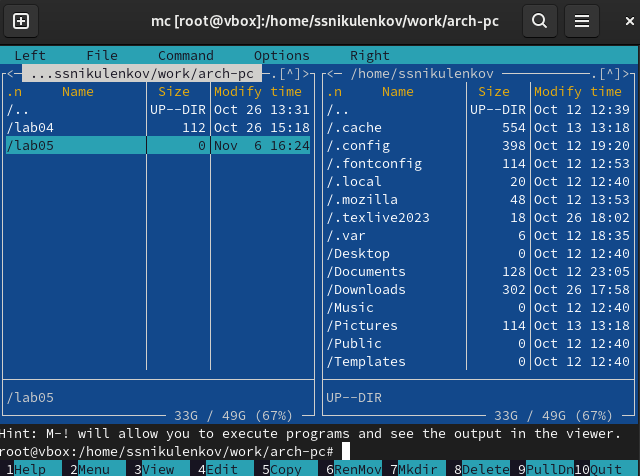 mc [root@vbox]:/home/ssnikulenkov/work/arch-pc
Left File Command Options Right
...ssnikulenkov/work/arch-pc .[^]> /home/ssnikulenkov .[^]>
.n Name Size Modify time .n Name Size Modify time
/.. UP--DIR Oct 26 13:31 /.. UP--DIR Oct 12 12:39
/lab04 112 Oct 26 15:18 /.cache 554 Oct 13 13:18
/lab05 0 Nov 6 16:24 /.config 398 Oct 12 19:20
/.fontconfig 114 Oct 12 12:53
/.local 20 Oct 12 12:40
/.mozilla 48 Oct 12 13:53
/.texlive2023 18 Oct 26 18:02
/.var 6 Oct 12 18:35
/Desktop 0 Oct 12 12:40
/Documents 128 Oct 12 23:05
/Downloads 302 Oct 26 17:58
/Music 0 Oct 12 12:40
/Pictures 114 Oct 13 13:18
/Public 0 Oct 12 12:40
/Templates 0 Oct 12 12:40
/lab05 UP--DIR
33G / 49G (67%) 33G / 49G (67%)
Hint: M-! will allow you to execute programs and see the output in the viewer.
root@vbox:/home/ssnikulenkov/work/arch-pc#
1Help 2Menu 3View 4Edit 5Copy 6RenMov 7Mkdir 8Delete 9PullDn 10Quit